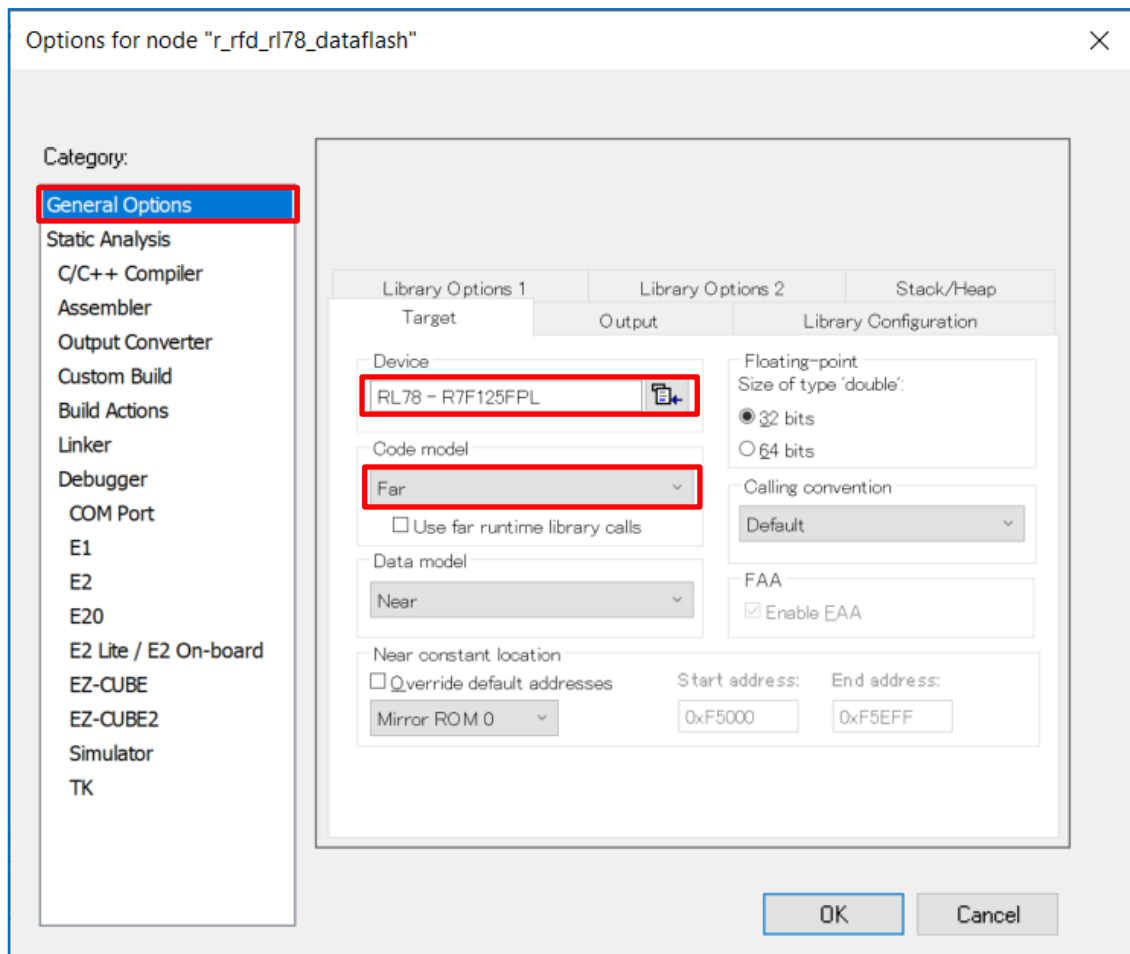 Options for node "r_rfd_rl78_dataflash"
Category:
General Options
Static Analysis
C/C++ Compiler
Assembler
Output Converter
Custom Build
Build Actions
Linker
Debugger
COM Port
E1
E2
E20
E2 Lite / E2 On-board
EZ-CUBE
EZ-CUBE2
Simulator
TK
Library Options 1 Library Options 2 Stack/Heap
Target Output Library Configuration
Device
RL78 - R7F125FPL
Code model
Far
Use far runtime library calls
Data model
Near
Floating-point
Size of type 'double':
32 bits
64 bits
Calling convention
Default
FAA
Enable FAA
Near constant location
Override default addresses
Mirror ROM 0
Start address: End address:
0xF5000 0xF5EFF
OK Cancel